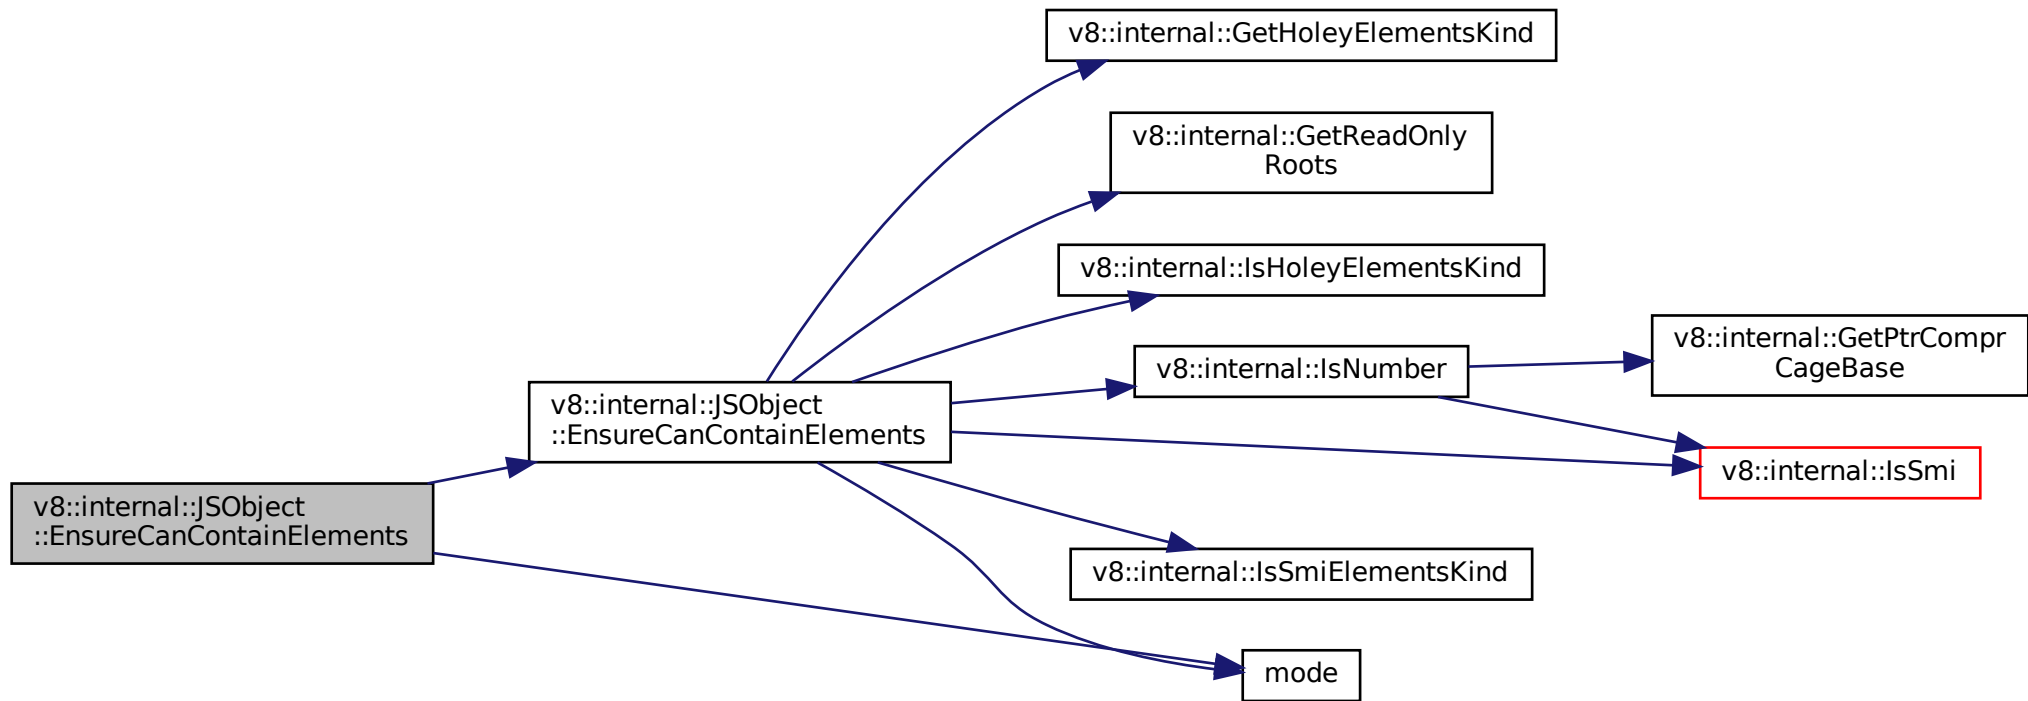 v8::internal::JSObject
::EnsureCanContainElements
v8::internal::JSObject
::EnsureCanContainElements
v8::internal::GetHoleyElementsKind
v8::internal::GetReadOnly
Roots
v8::internal::IsHoleyElementsKind
v8::internal::IsNumber
v8::internal::GetPtrCompr
CageBase
v8::internal::IsSmi
v8::internal::IsSmiElementsKind
mode